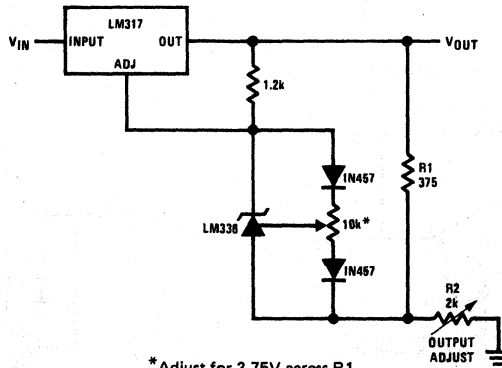 LM317
VIN
INPUT
OUT
VOUT
ADJ
1.2k
IN457
R1
375
LM336
10k*
IN457
R2
2k
OUTPUT
ADJUST
*Adjust for 3.75V across R1